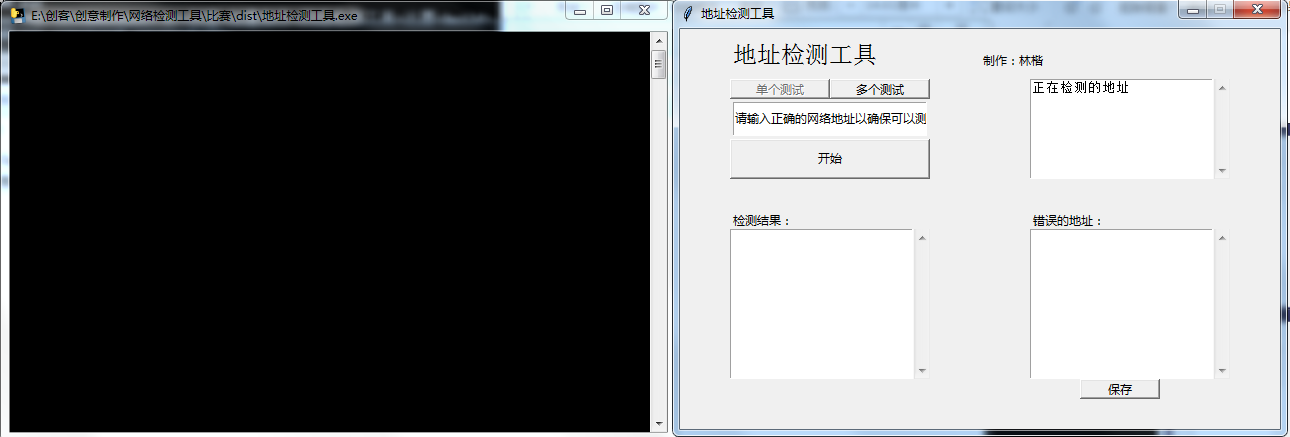 E:\创客\创意制作\网络检测工具\比赛\dist\地址检测工具.exe
地址检测工具
地址检测工具
制作：林楷
单个测试
多个测试
正在检测的地址
请输入正确的网络地址以确保可以测
开始
检测结果：
错误的地址：
保存